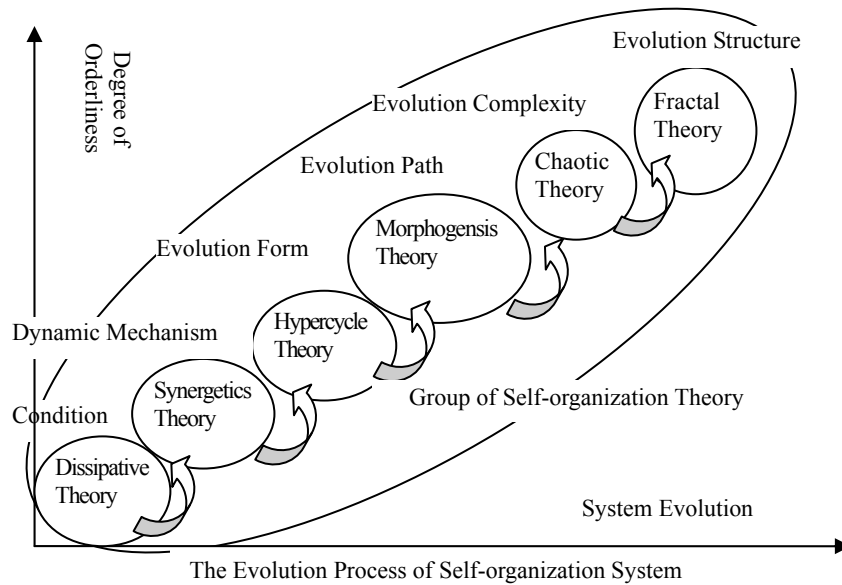 Evolution Structure
Degree of
Orderliness
Evolution Complexity
Fractal
Theory
Evolution Path
Chaotic
Theory
Evolution Form
Morphogensis
Theory
Dynamic Mechanism
Hypercycle
Theory
Condition
Synergetics
Theory
Group of Self-organization Theory
Dissipative
Theory
System Evolution
The Evolution Process of Self-organization System